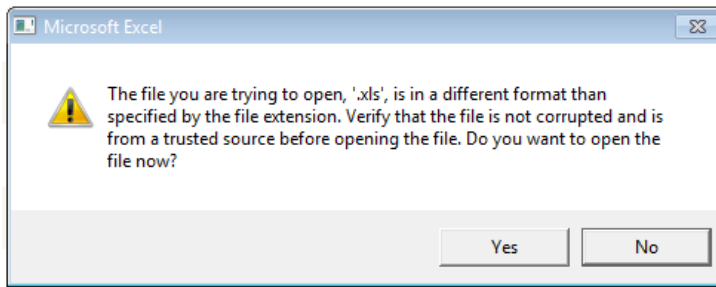 Microsoft Excel
The file you are trying to open, '.xls', is in a different format than
specified by the file extension. Verify that the file is not corrupted and is
from a trusted source before opening the file. Do you want to open the
file now?
Yes
No